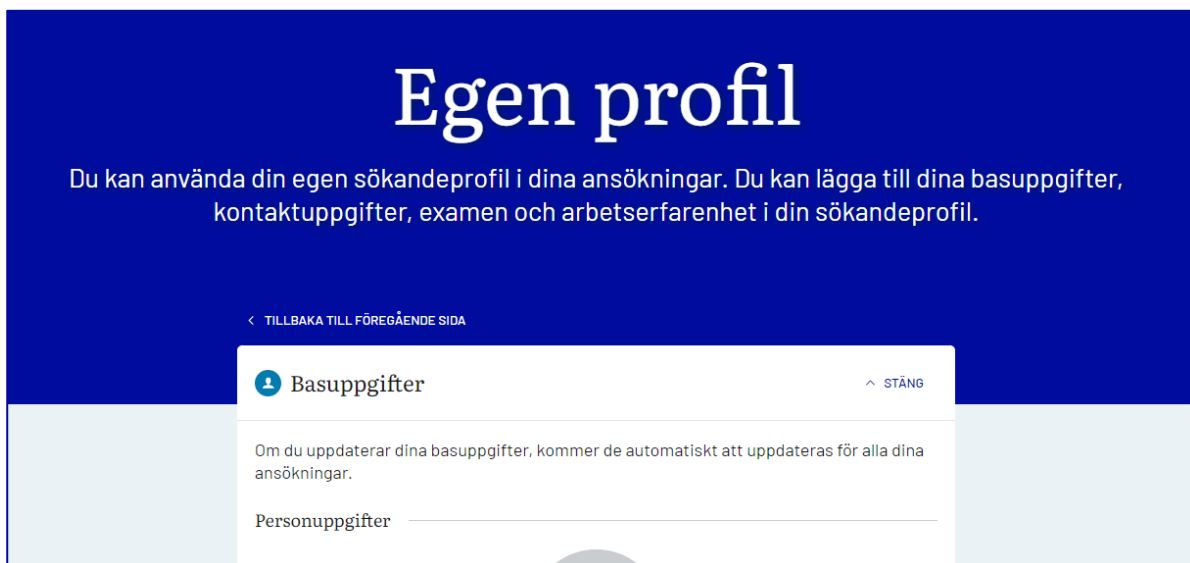 Egen profil
Du kan använda din egen sökandeprofil i dina ansökningar. Du kan lägga till dina basuppgifter,
kontaktuppgifter, examen och arbetserfarenhet i din sökandeprofil.
TILLBAKA TILL FÖREGÅENDE SIDA
Basuppgifter
STÄNG
Om du uppdaterar dina basuppgifter, kommer de automatiskt att uppdateras för alla dina
ansökningar.
Personuppgifter